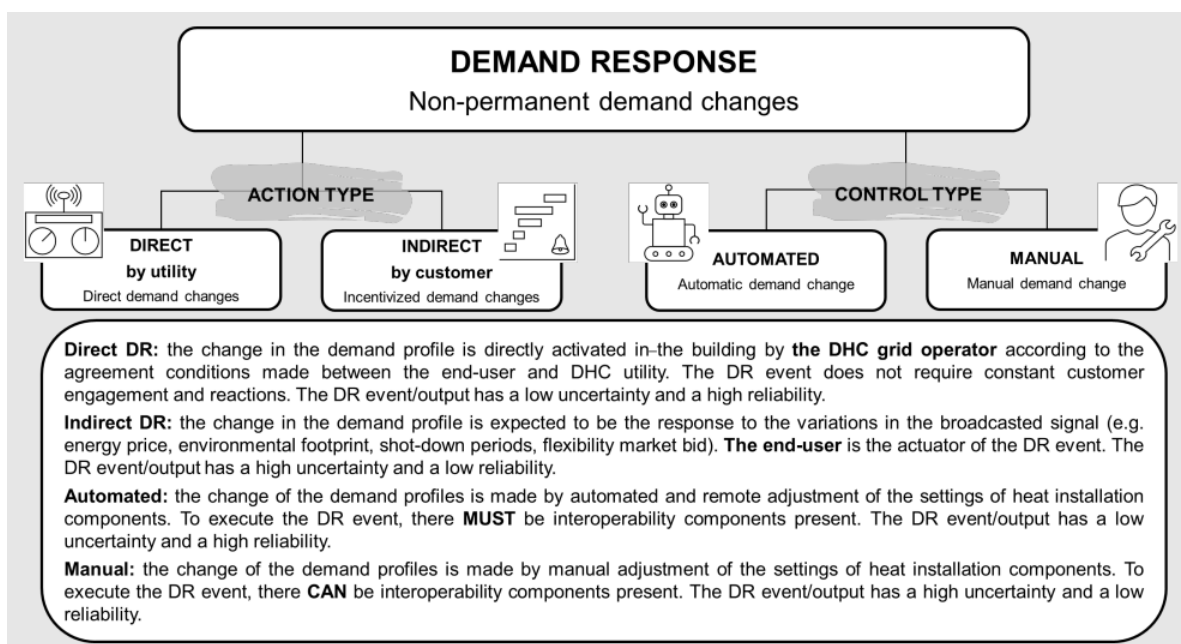 DEMAND RESPONSE
Non-permanent demand changes
ACTION TYPE
CONTROL TYPE
DIRECT
by utility
Direct demand changes
INDIRECT
by customer
Incentivized demand changes
AUTOMATED
Automatic demand change
MANUAL
Manual demand change
Direct DR: the change in the demand profile is directly activated in-the building by the DHC grid operator according to the
agreement conditions made between the end-user and DHC utility. The DR event does not require constant customer
engagement and reactions. The DR event/output has a low uncertainty and a high reliability.
Indirect DR: the change in the demand profile is expected to be the response to the variations in the broadcasted signal (e.g.
energy price, environmental footprint, shot-down periods, flexibility market bid). The end-user is the actuator of the DR event. The
DR event/output has a high uncertainty and a low reliability.
Automated: the change of the demand profiles is made by automated and remote adjustment of the settings of heat installation
components. To execute the DR event, there MUST be interoperability components present. The DR event/output has a low
uncertainty and a high reliability.
Manual: the change of the demand profiles is made by manual adjustment of the settings of heat installation components. To
execute the DR event, there CAN be interoperability components present. The DR event/output has a high uncertainty and a low
reliability.